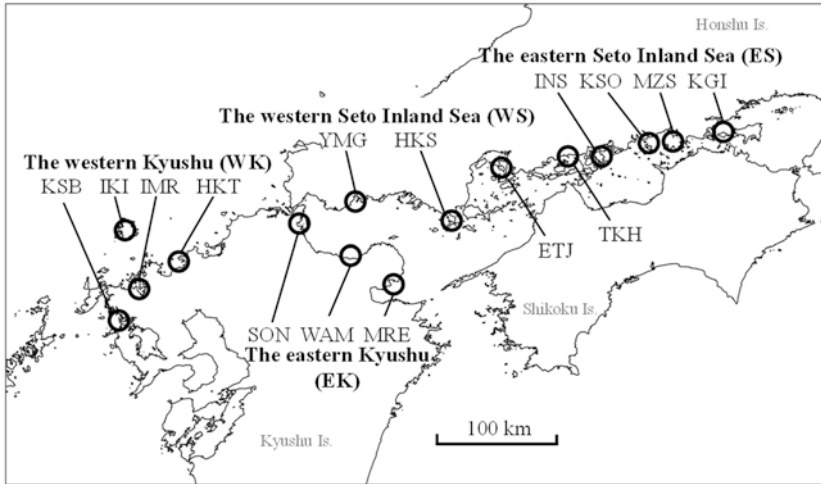 Honshu Is.
The eastern Seto Inland Sea (ES)
INS KSO MZS KGI
The western Seto Inland Sea (WS)
YMG HKS
The western Kyushu (WK)
KSB IKI IMR HKT
ETJ TKH
Shikoku Is.
SON WAM MRE
The eastern Kyushu
(EK)
100 km
Kyushu Is.